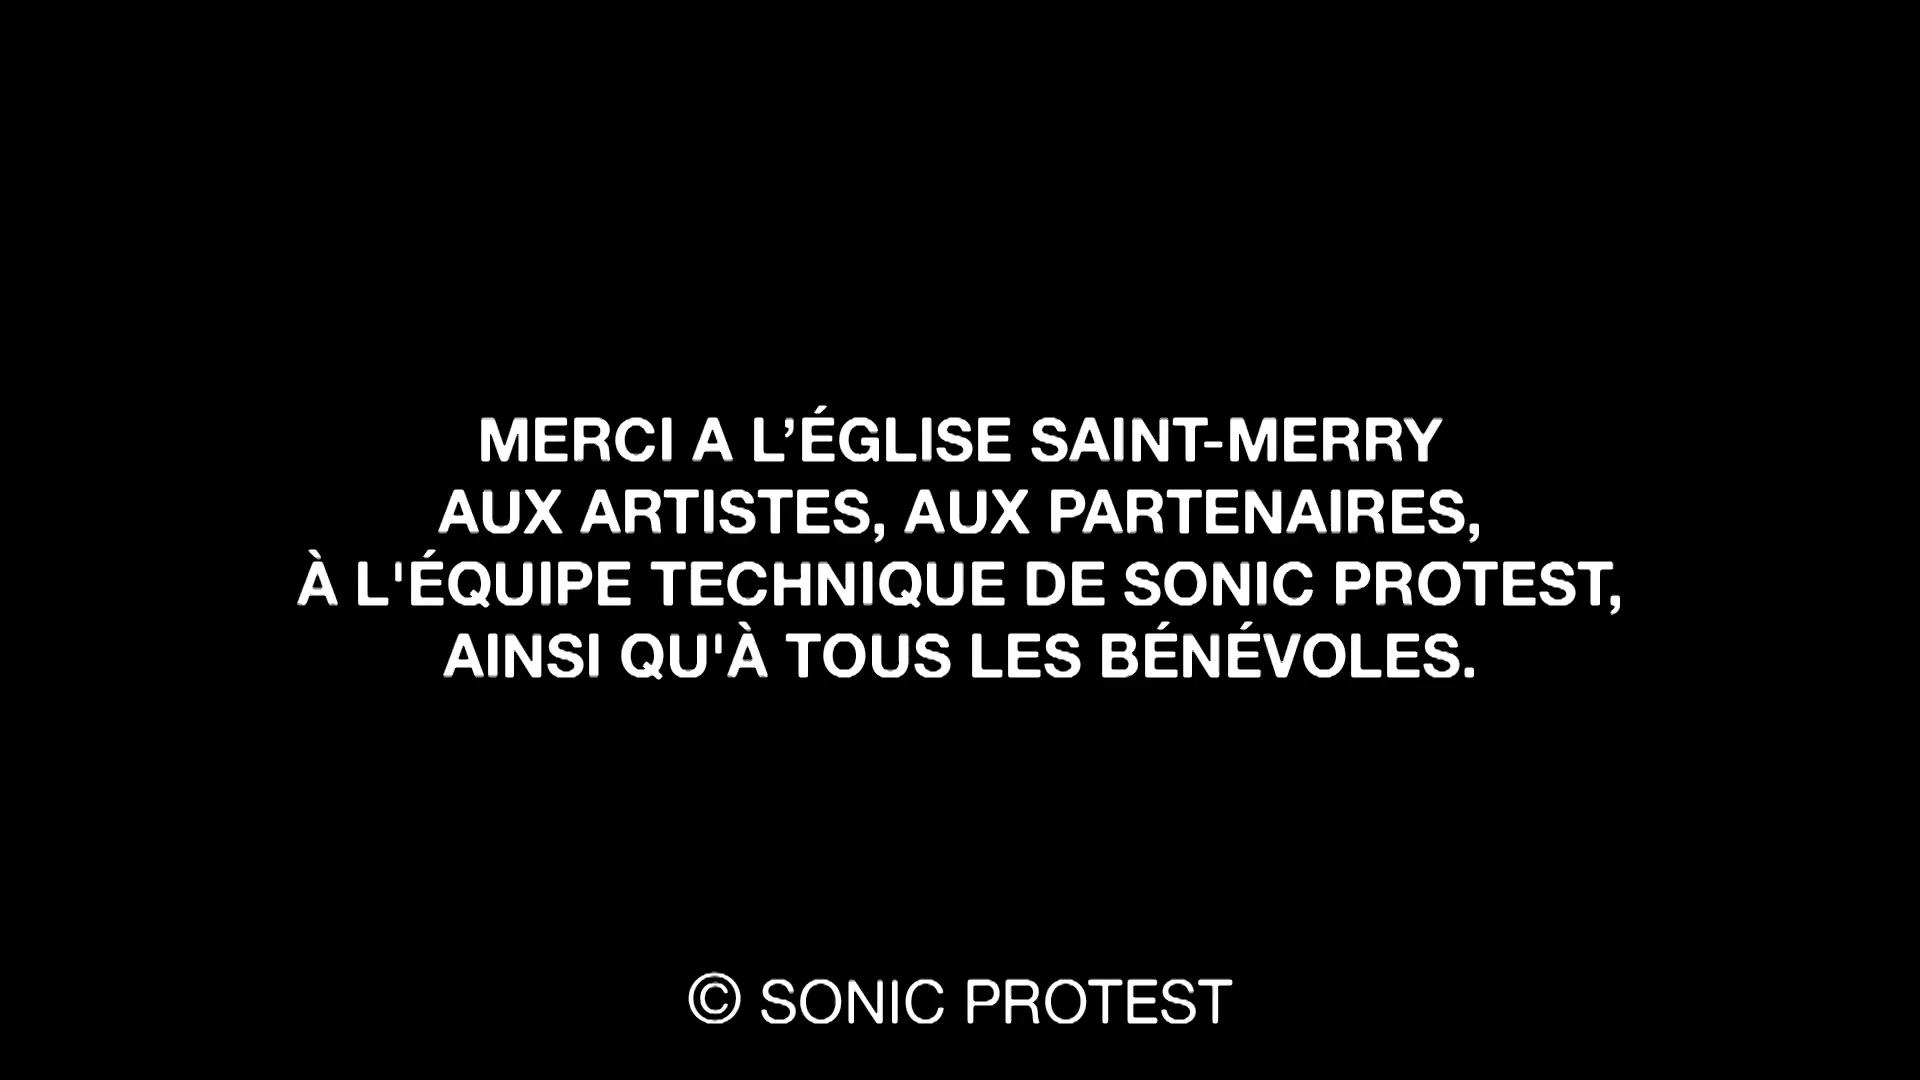 MERCI A L’ÉGLISE SAINT-MERRY
AUX ARTISTES, AUX PARTENAIRES,
À L'ÉQUIPE TECHNIQUE DE SONIC PROTEST,
AINSI QU'À TOUS LES BÉNÉVOLES.
© SONIC PROTEST